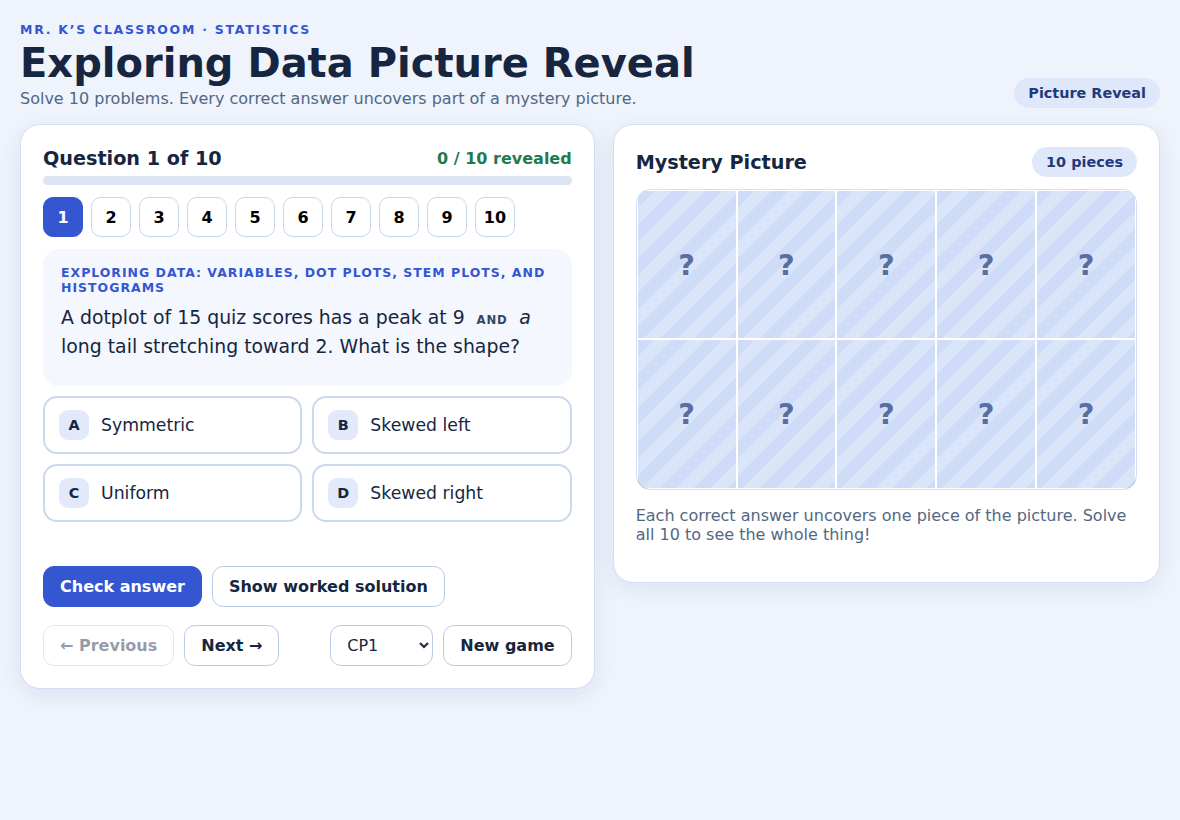 MR. K’S CLASSROOM · STATISTICS
Exploring Data Picture Reveal
Solve 10 problems. Every correct answer uncovers part of a mystery picture.
Picture Reveal
Question 1 of 10
0 / 10 revealed
1 2 3 4 5 6 7 8 9 10
EXPLORING DATA: VARIABLES, DOT PLOTS, STEM PLOTS, AND
HISTOGRAMS
A dotplot of 15 quiz scores has a peak at 9 AND a
long tail stretching toward 2. What is the shape?
A Symmetric
B Skewed left
C Uniform
D Skewed right
Check answer
Show worked solution
← Previous
Next →
CP1
New game
Mystery Picture
10 pieces
? ? ? ? ?
? ? ? ? ?
Each correct answer uncovers one piece of the picture. Solve
all 10 to see the whole thing!